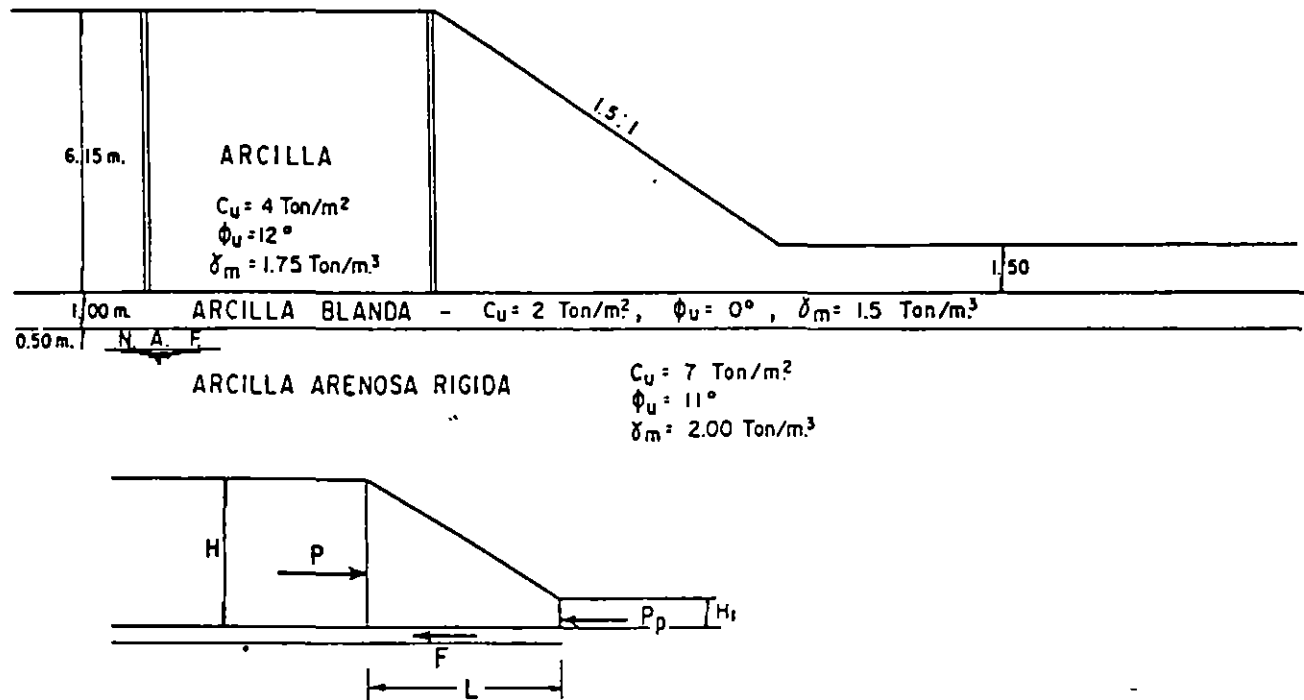 1.5:1
6.15 m.
ARCILLA
Cu = 4 Ton/m²
ϕu = 12°
γm = 1.75 Ton/m.³
1.50
1.00 m.
ARCILLA BLANDA - Cu = 2 Ton/m², ϕu = 0°, γm = 1.5 Ton/m³
0.50 m.
N. A. F.
ARCILLA ARENOSA RIGIDA
Cu = 7 Ton/m²
ϕu = 11°
γm = 2.00 Ton/m.³
H
P
Pp
H₁
F
L